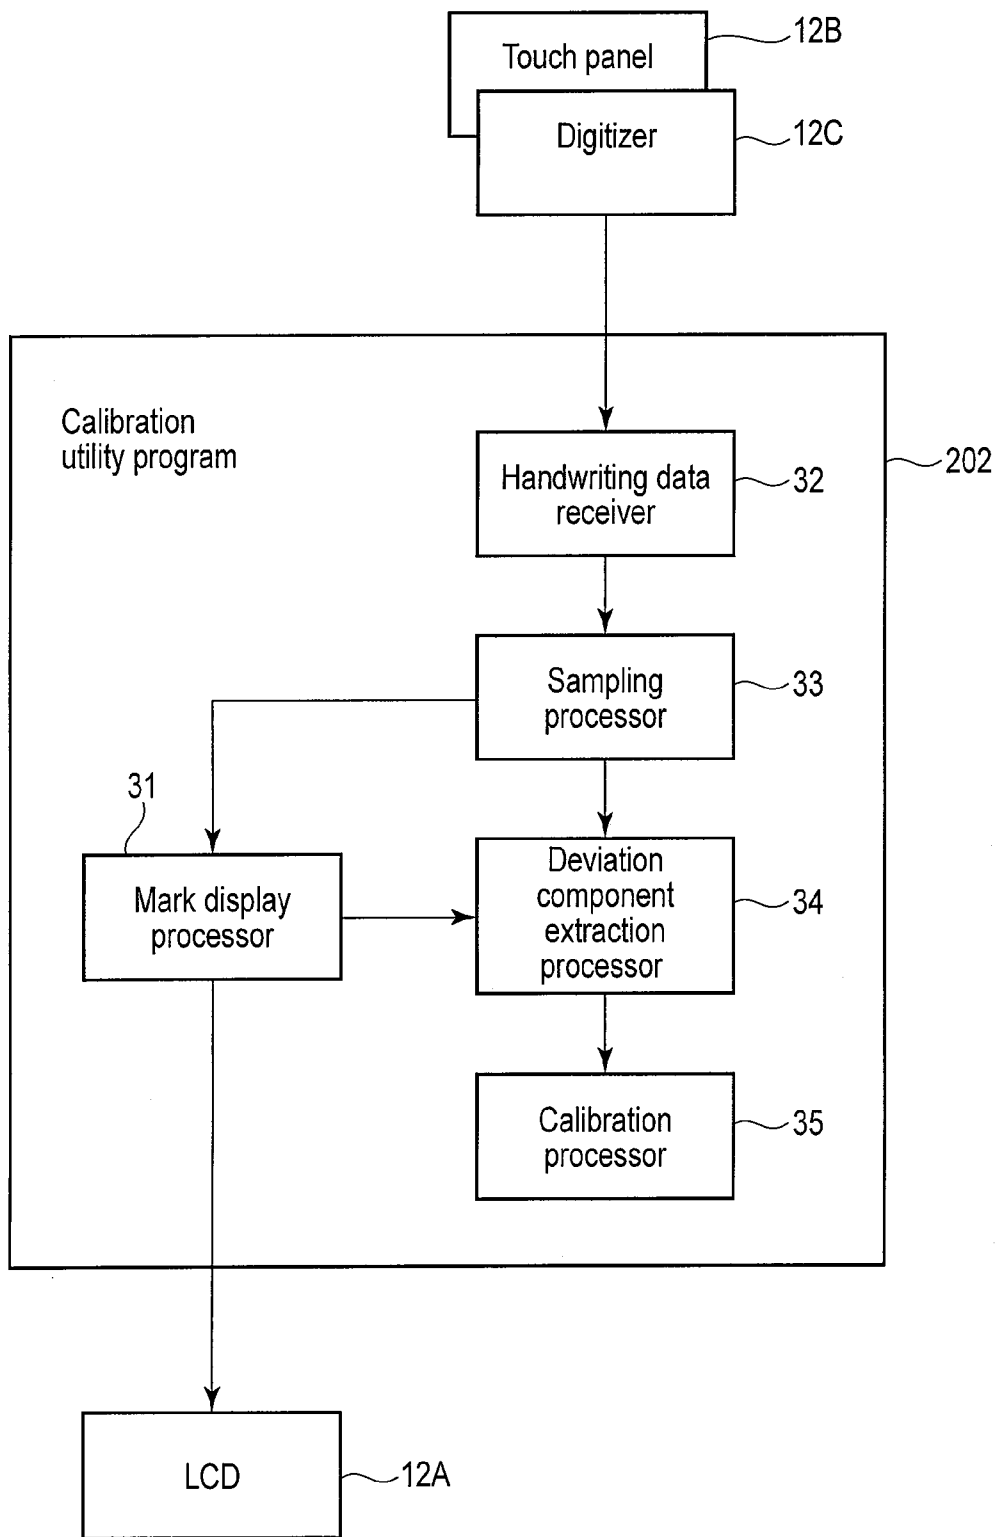 12B
Touch panel
Digitizer
12C
Calibration
utility program
202
Handwriting data
receiver
32
Sampling
processor
33
31
Mark display
processor
Deviation
component
extraction
processor
34
Calibration
processor
35
LCD
12A